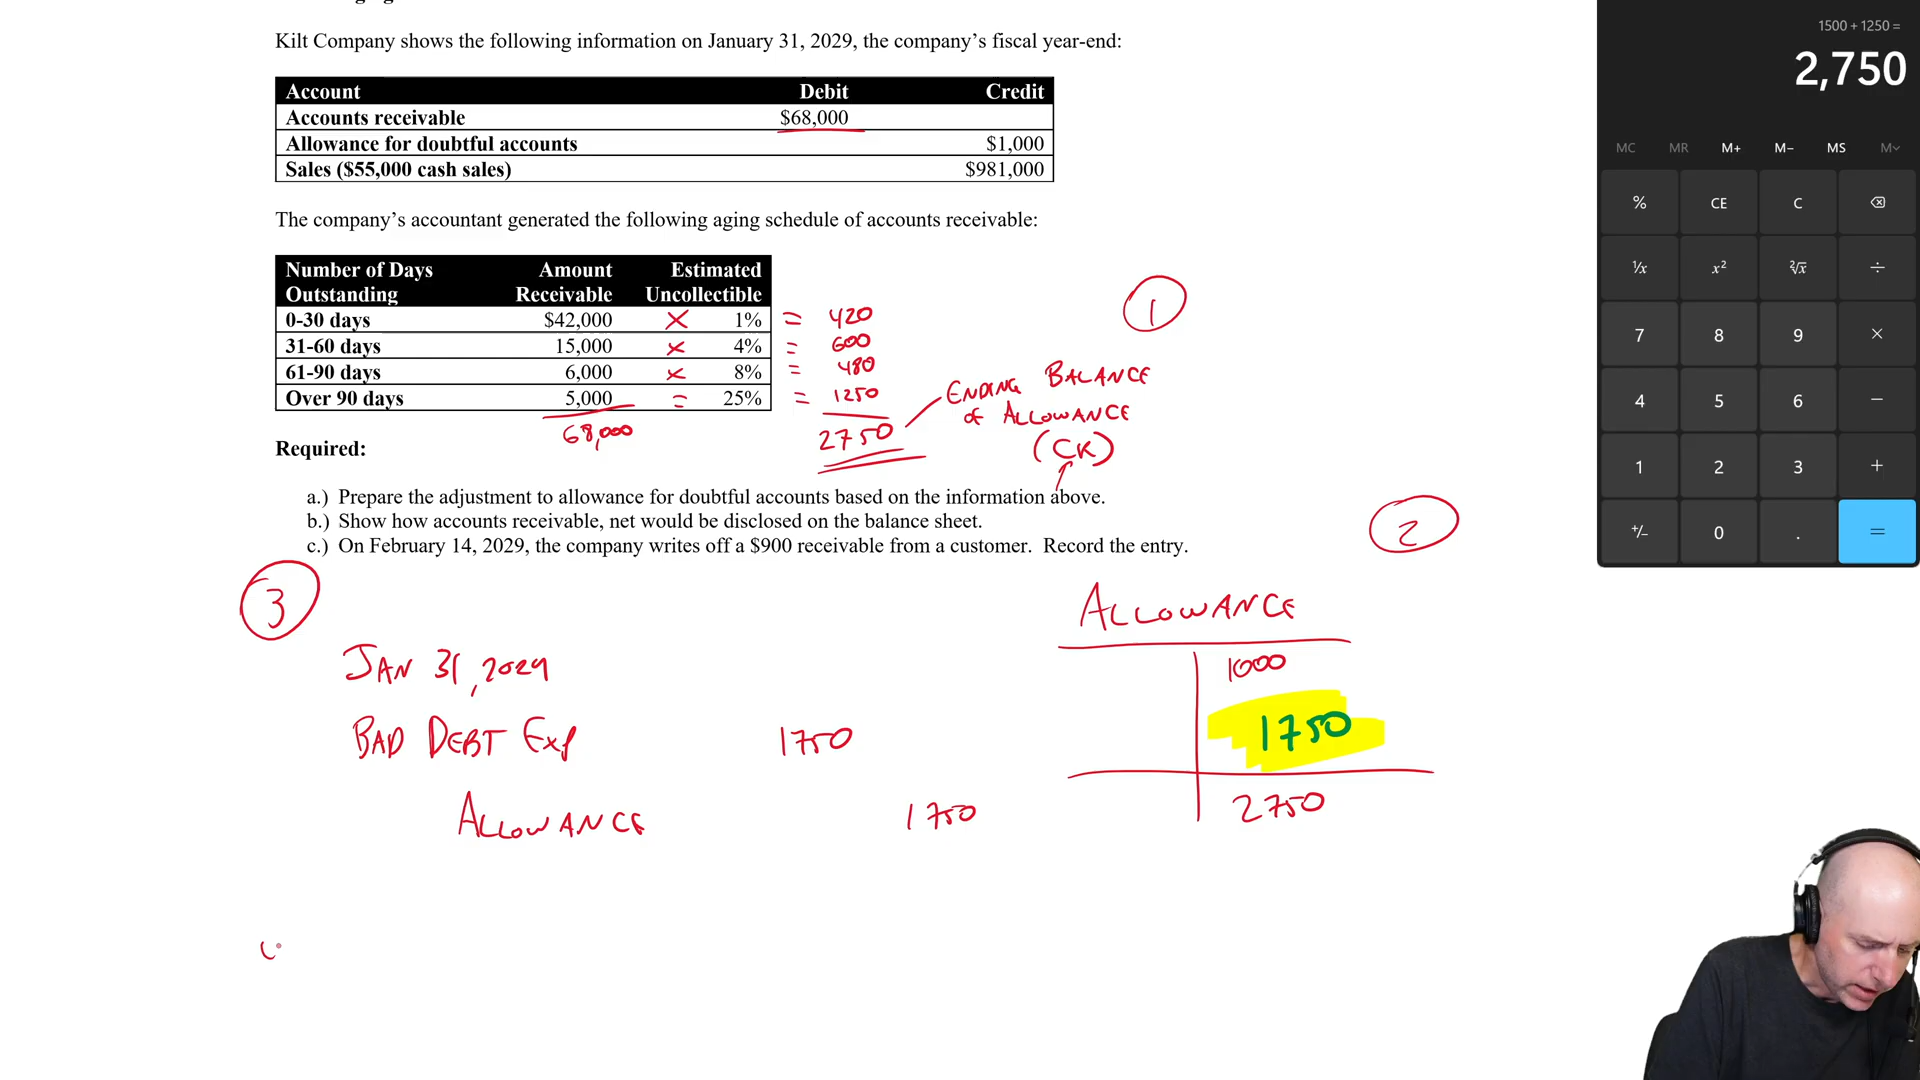 Kilt Company shows the following information on January 31, 2029, the company's fiscal year-end:
Account Debit Credit
Accounts receivable $68,000
Allowance for doubtful accounts $1,000
Sales ($55,000 cash sales) $981,000
The company's accountant generated the following aging schedule of accounts receivable:
Number of Days Outstanding Amount Receivable Estimated Uncollectible
0-30 days $42,000 × 1% = 420
31-60 days 15,000 × 4% = 600
61-90 days 6,000 × 8% = 480
Over 90 days 5,000 = 25% = 1250
68,000 2750
1
ENDING BALANCE
of ALLOWANCE
(CR)
Required:
a.) Prepare the adjustment to allowance for doubtful accounts based on the information above.
b.) Show how accounts receivable, net would be disclosed on the balance sheet.
c.) On February 14, 2029, the company writes off a $900 receivable from a customer. Record the entry.
2
3
JAN 31, 2029
BAD DEBT EXP 1750
ALLOWANCE 1750
ALLOWANCE
1000
1750
2750
1500 + 1250 =
2,750
MC MR M+ M− MS M˅
% CE C ⌫
¹/x x² ²√x ÷
7 8 9 ×
4 5 6 −
1 2 3 +
+/− 0 . =